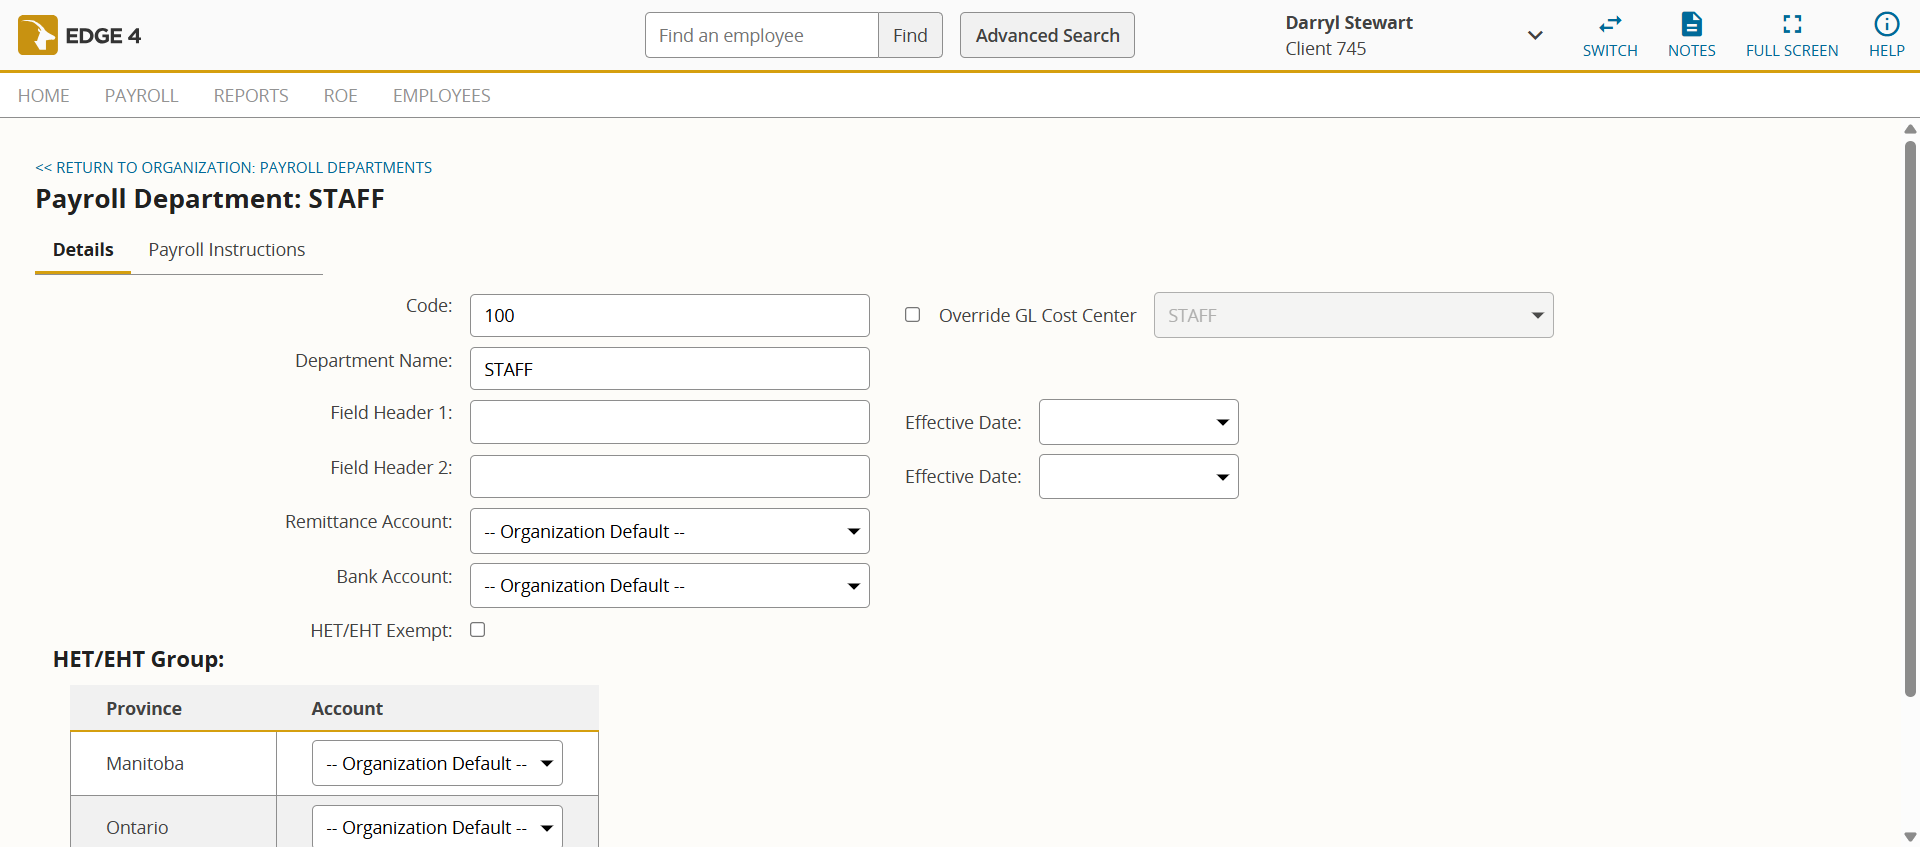 EDGE 4
Find an employee
Find
Advanced Search
Darryl Stewart
Client 745
SWITCH
NOTES
FULL SCREEN
HELP
HOME
PAYROLL
REPORTS
ROE
EMPLOYEES
<< RETURN TO ORGANIZATION: PAYROLL DEPARTMENTS
Payroll Department: STAFF
Details
Payroll Instructions
Code: 100
Override GL Cost Center STAFF
Department Name: STAFF
Field Header 1:
Effective Date:
Field Header 2:
Effective Date:
Remittance Account: -- Organization Default --
Bank Account: -- Organization Default --
HET/EHT Exempt:
HET/EHT Group:
Province Account
Manitoba -- Organization Default --
Ontario -- Organization Default --